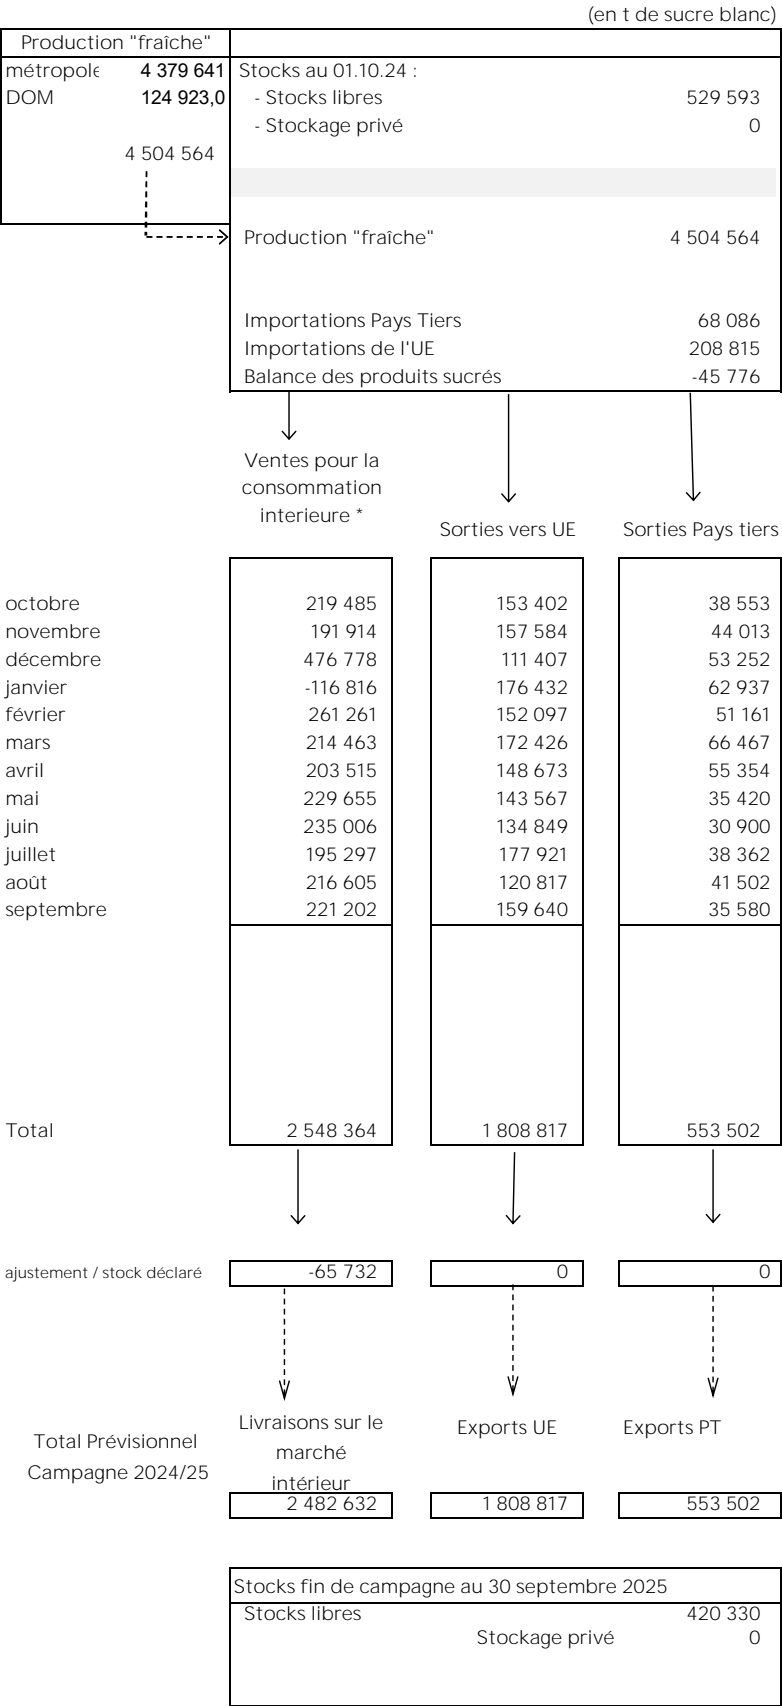 (en t de sucre blanc)
Production "fraîche"
métropole 4 379 641
DOM 124 923,0
4 504 564
Stocks au 01.10.24 :
- Stocks libres 529 593
- Stockage privé 0
Production "fraîche" 4 504 564
Importations Pays Tiers 68 086
Importations de l'UE 208 815
Balance des produits sucrés -45 776
Ventes pour la
consommation
interieure *
Sorties vers UE
Sorties Pays tiers
octobre 219 485 153 402 38 553
novembre 191 914 157 584 44 013
décembre 476 778 111 407 53 252
janvier -116 816 176 432 62 937
février 261 261 152 097 51 161
mars 214 463 172 426 66 467
avril 203 515 148 673 55 354
mai 229 655 143 567 35 420
juin 235 006 134 849 30 900
juillet 195 297 177 921 38 362
août 216 605 120 817 41 502
septembre 221 202 159 640 35 580
Total 2 548 364 1 808 817 553 502
ajustement / stock déclaré -65 732 0 0
Total Prévisionnel
Campagne 2024/25
Livraisons sur le
marché
intérieur
Exports UE
Exports PT
2 482 632 1 808 817 553 502
Stocks fin de campagne au 30 septembre 2025
Stocks libres 420 330
Stockage privé 0